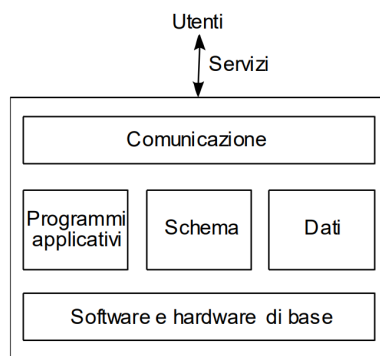 Utenti
Servizi
Comunicazione
Programmi
applicativi
Schema
Dati
Software e hardware di base